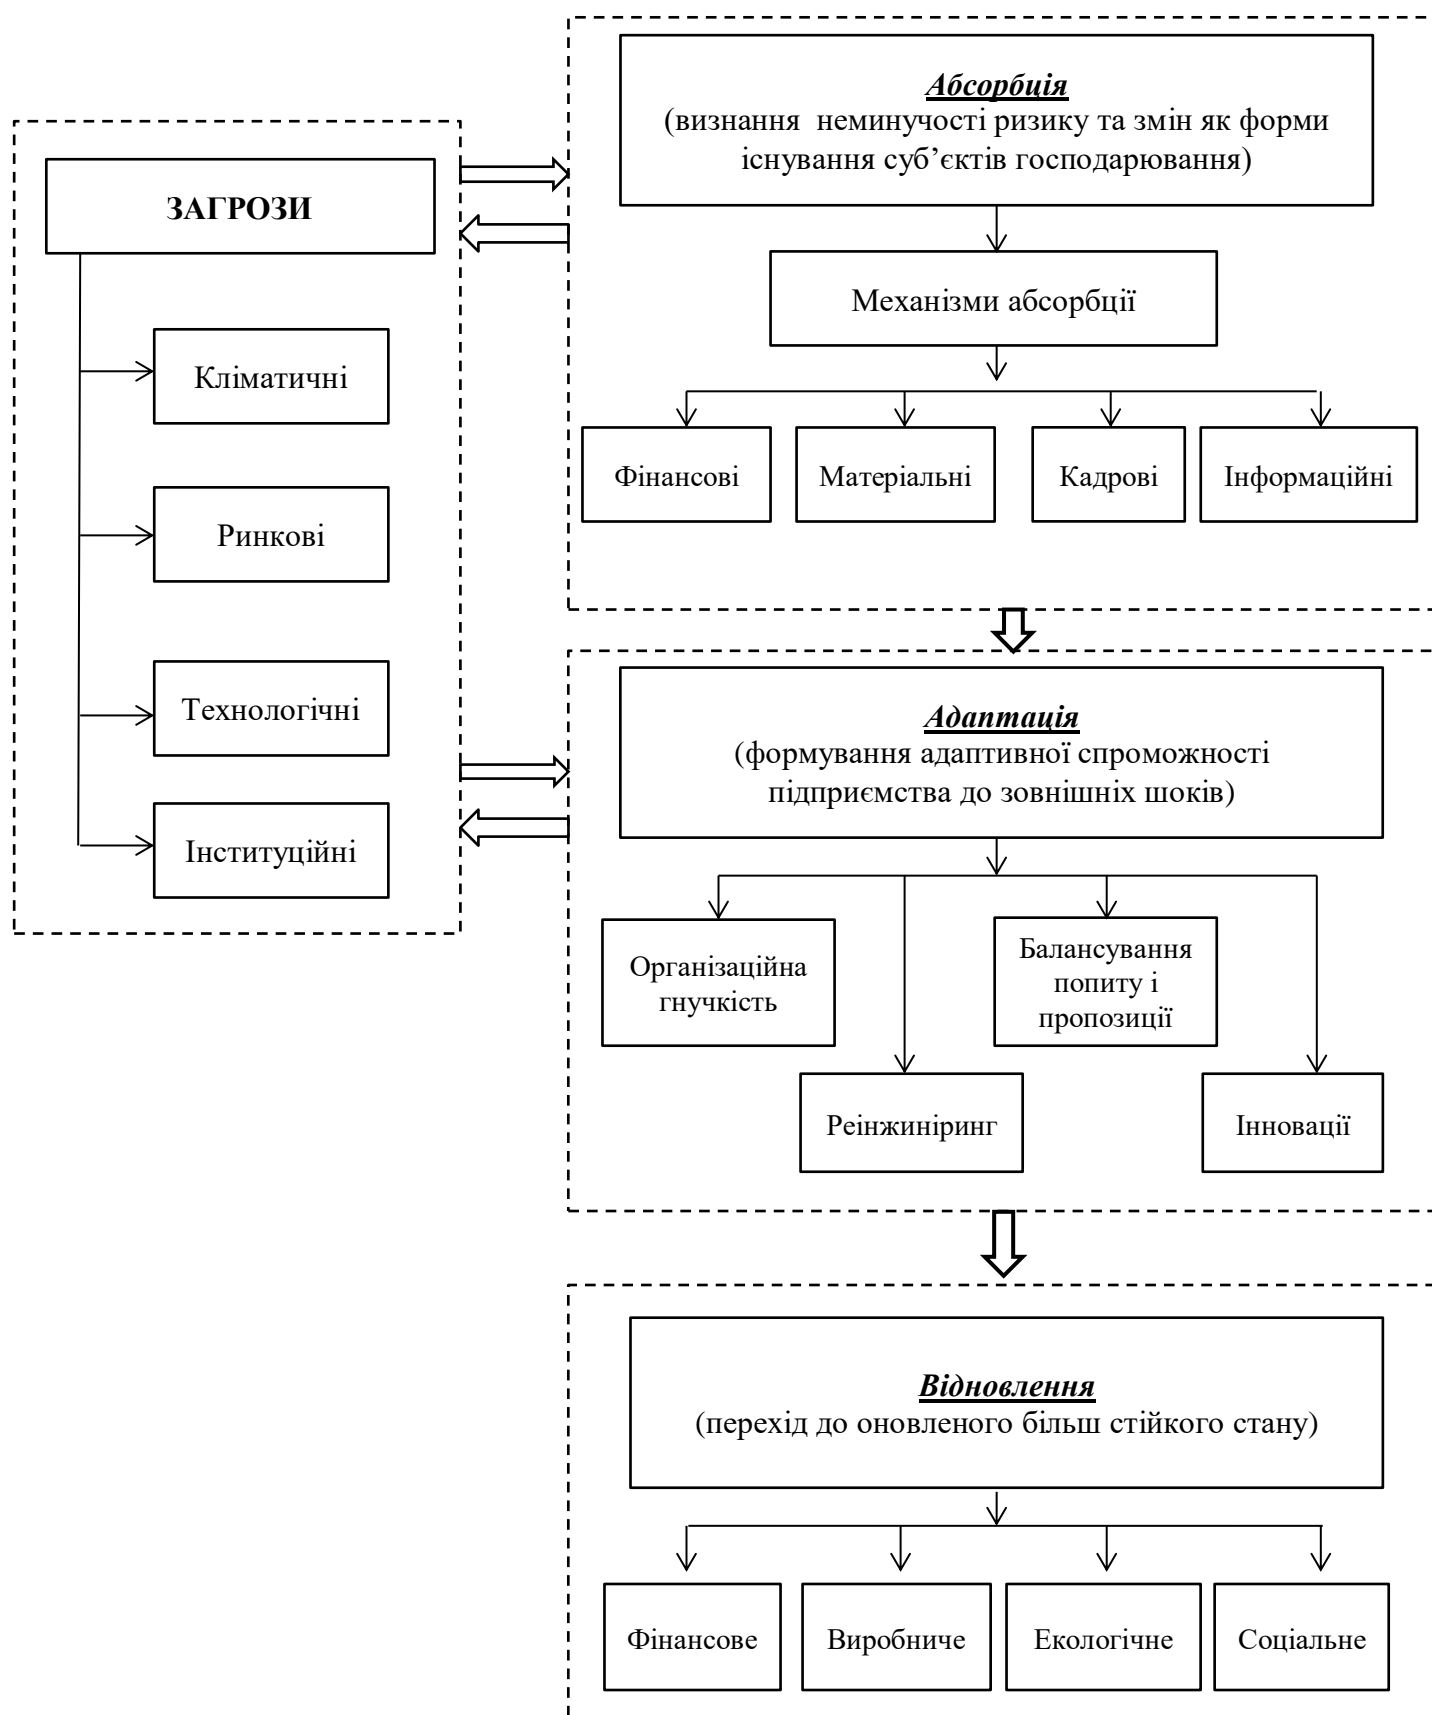 ЗАГРОЗИ
Кліматичні
Ринкові
Технологічні
Інституційні
Абсорбція
(визнання неминучості ризику та змін як форми
існування суб’єктів господарювання)
Механізми абсорбції
Фінансові
Матеріальні
Кадрові
Інформаційні
Адаптація
(формування адаптивної спроможності
підприємства до зовнішніх шоків)
Організаційна
гнучкість
Балансування
попиту і
пропозиції
Реінжиніринг
Інновації
Відновлення
(перехід до оновленого більш стійкого стану)
Фінансове
Виробниче
Екологічне
Соціальне